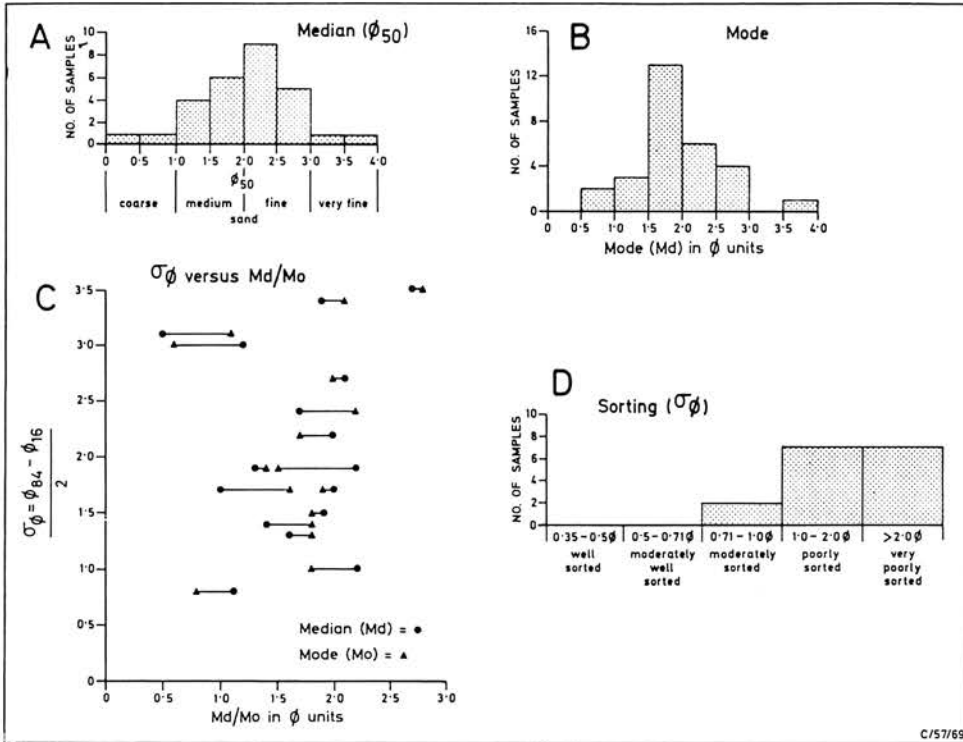 A
Median (ϕ50)
NO. OF SAMPLES
10
8
6
4
2
0
0 0·5 1·0 1·5 2·0 2·5 3·0 3·5 4·0
ϕ50
coarse medium fine very fine
sand
B
Mode
NO. OF SAMPLES
16
12
8
4
0
0 0·5 1·0 1·5 2·0 2·5 3·0 3·5 4·0
Mode (Md) in ϕ units
C
σϕ versus Md/Mo
σϕ = ϕ84 – ϕ16
2
3·5
3·0
2·5
2·0
1·5
1·0
0·5
0
0 0·5 1·0 1·5 2·0 2·5 3·0
Median (Md) = ●
Mode (Mo) = ▲
Md/Mo in ϕ units
D
Sorting (σϕ)
NO. OF SAMPLES
10
8
6
4
2
0
0·35 – 0·5ϕ 0·5 – 0·71ϕ 0·71 – 1·0ϕ 1·0 – 2·0ϕ >2·0ϕ
well moderately moderately poorly very
sorted well sorted sorted poorly
sorted sorted
C/57/69